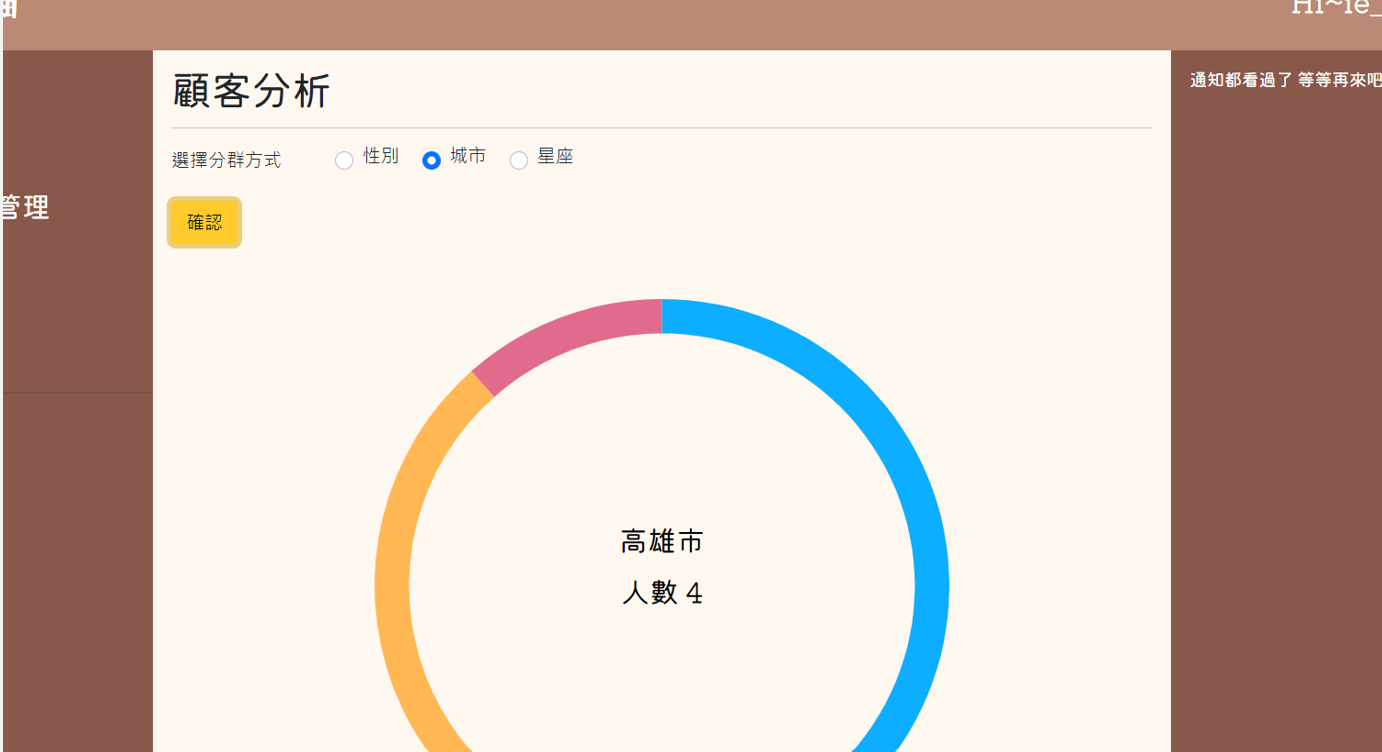 Hi~ie_
通知都看過了 等等再來吧
管理
顧客分析
選擇分群方式 性別 城市 星座
確認
高雄市
人數 4